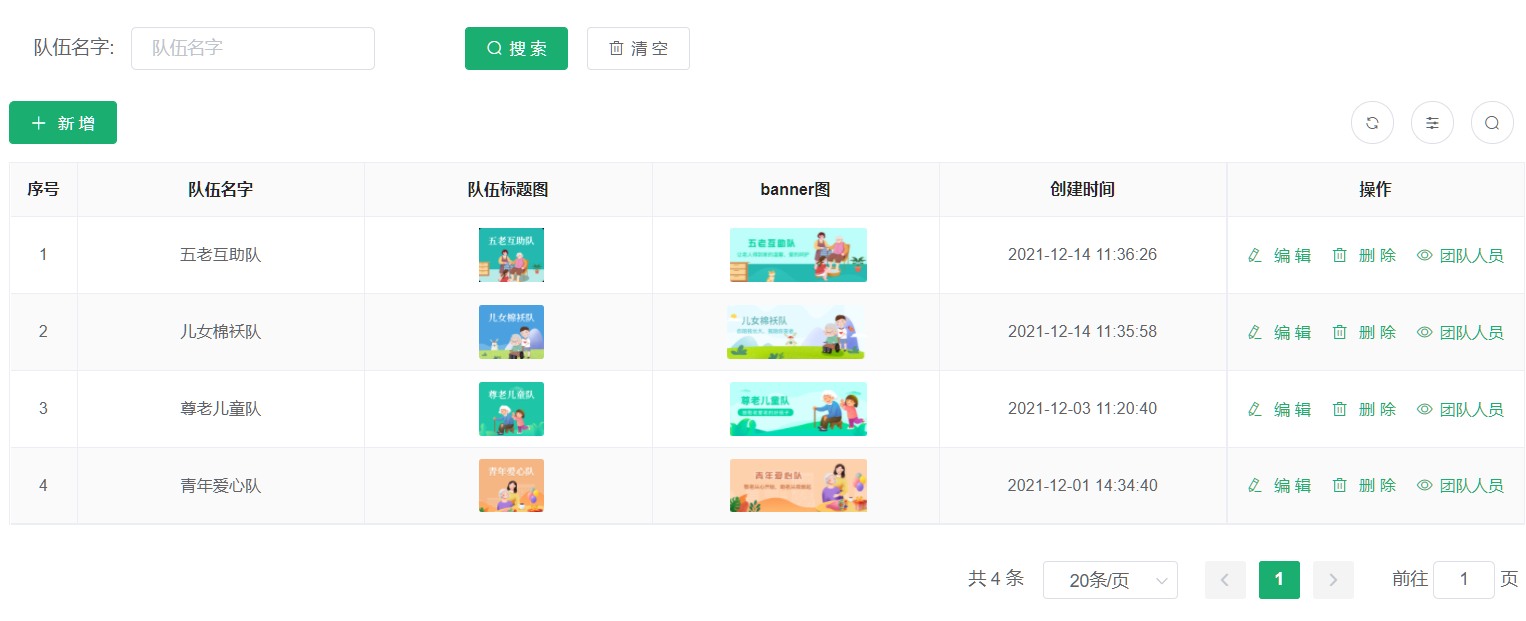 队伍名字: 队伍名字 搜 索 清 空
新 增
序号 队伍名字 队伍标题图 banner图 创建时间 操作
1 五老互助队 五老互助队 五老互助队 2021-12-14 11:36:26 编 辑 删 除 团队人员
2 儿女棉袄队 儿女棉袄队 儿女棉袄队 2021-12-14 11:35:58 编 辑 删 除 团队人员
3 尊老儿童队 尊老儿童队 尊老儿童队 2021-12-03 11:20:40 编 辑 删 除 团队人员
4 青年爱心队 青年爱心队 青年爱心队 2021-12-01 14:34:40 编 辑 删 除 团队人员
共 4 条 20条/页 1 前往 1 页